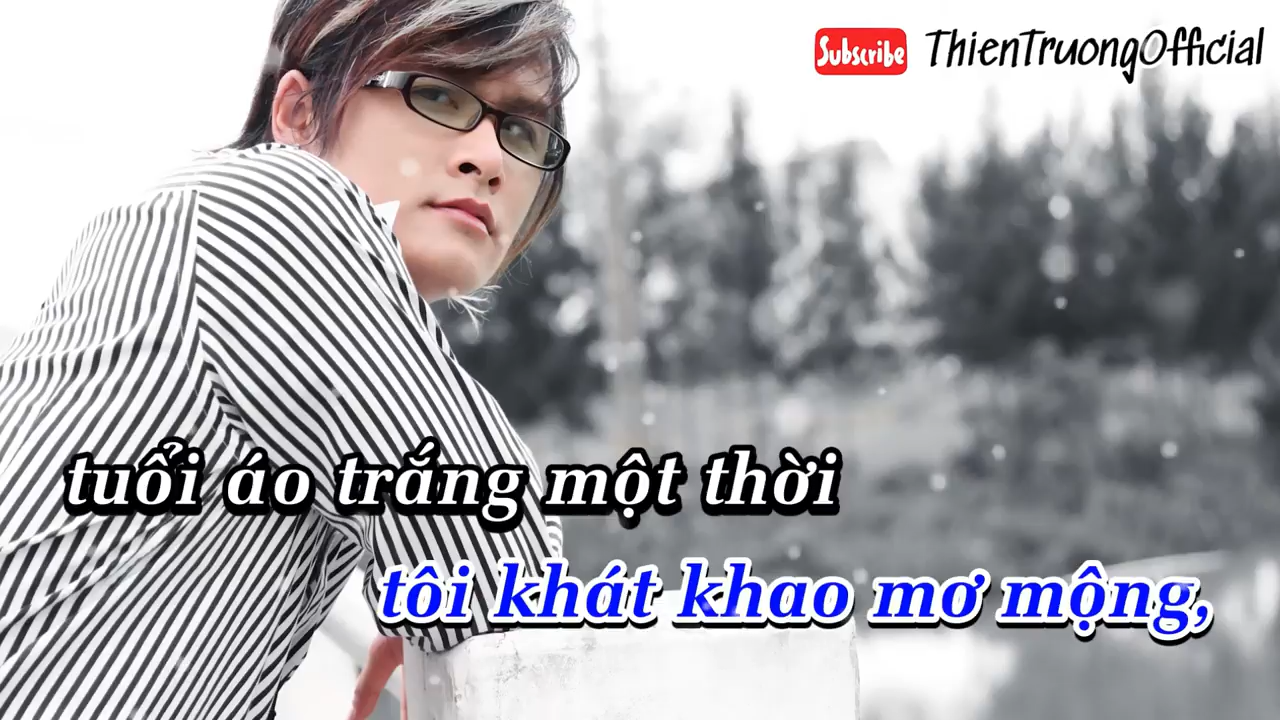 Subscribe ThienTruongOfficial
tuổi áo trắng một thời
tôi khát khao mơ mộng,